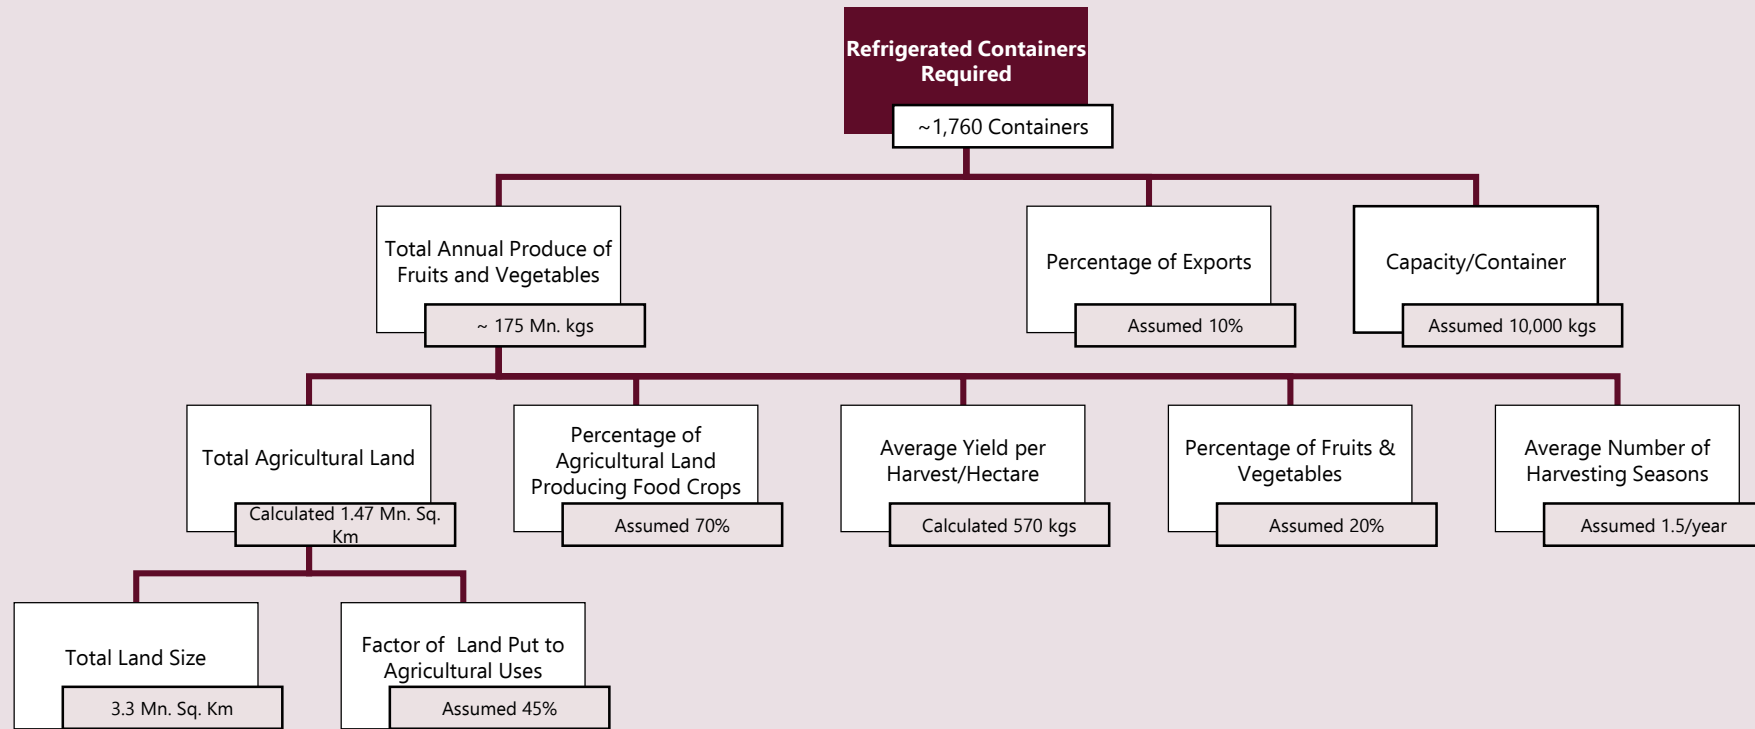 Refrigerated Containers
Required
~1,760 Containers
Total Annual Produce of
Fruits and Vegetables
~ 175 Mn. kgs
Percentage of Exports
Assumed 10%
Capacity/Container
Assumed 10,000 kgs
Total Agricultural Land
Calculated 1.47 Mn. Sq.
Km
Percentage of
Agricultural Land
Producing Food Crops
Assumed 70%
Average Yield per
Harvest/Hectare
Calculated 570 kgs
Percentage of Fruits &
Vegetables
Assumed 20%
Average Number of
Harvesting Seasons
Assumed 1.5/year
Total Land Size
3.3 Mn. Sq. Km
Factor of  Land Put to
Agricultural Uses
Assumed 45%